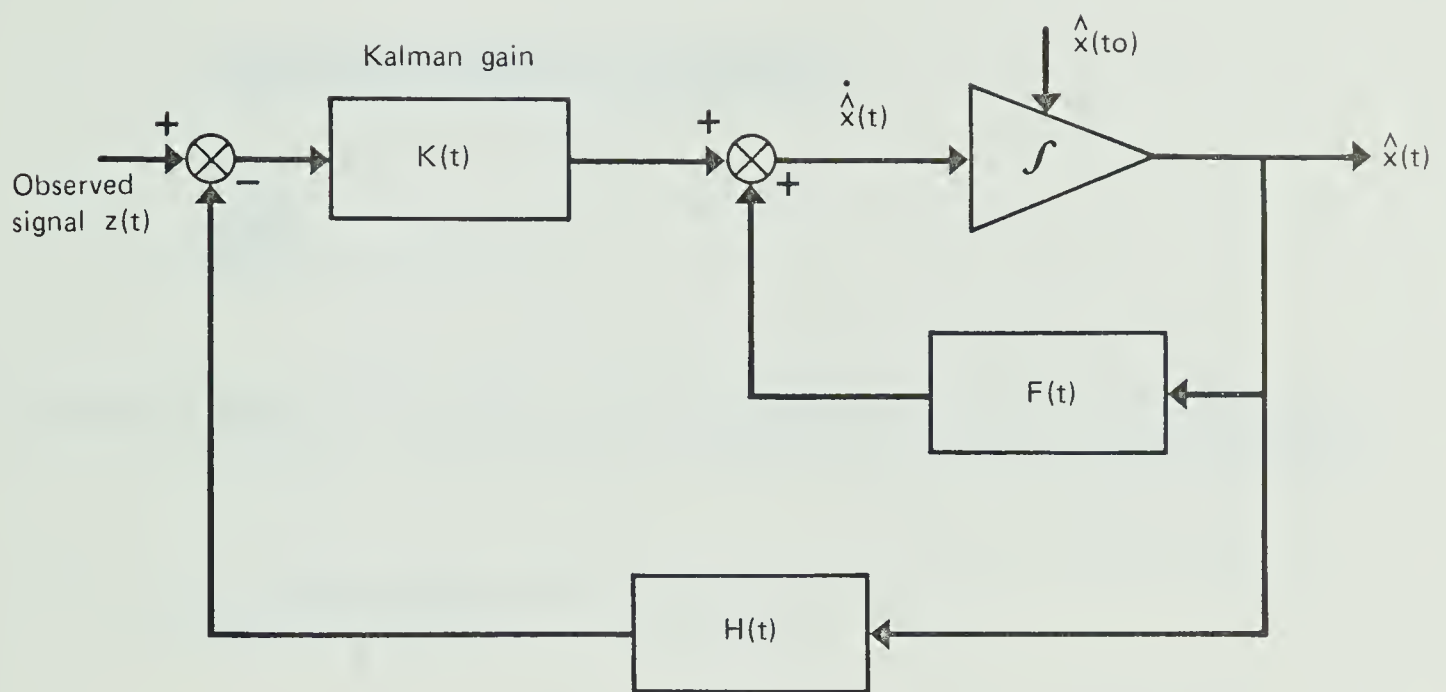 Kalman gain
x̂(to)
+
K(t)
+
ẋ̂(t)
∫
x̂(t)
−
+
Observed
signal z(t)
F(t)
H(t)